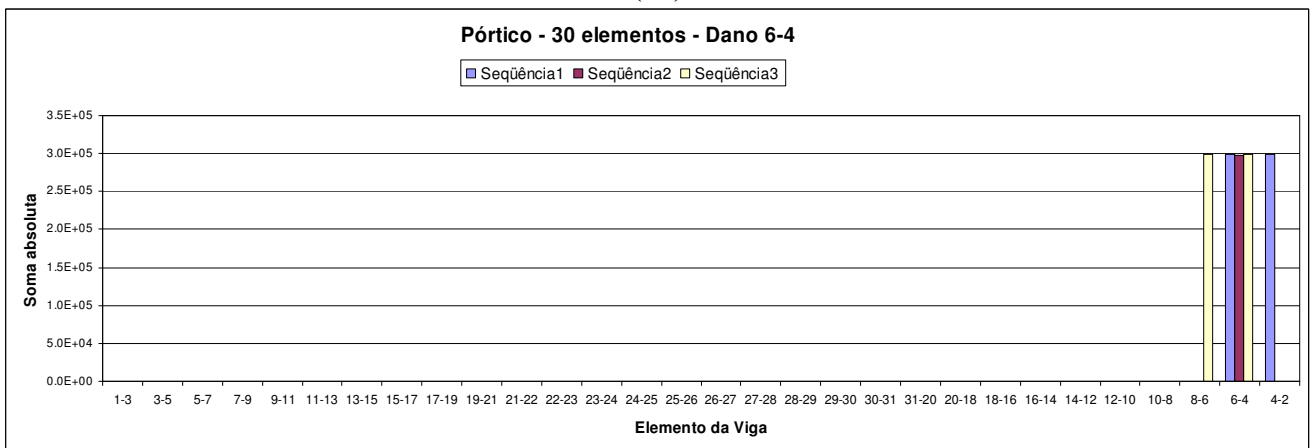 Pórtico - 30 elementos - Dano 6-4
Seqüência1 Seqüência2 Seqüência3
3.5E+05
3.0E+05
2.5E+05
2.0E+05
1.5E+05
1.0E+05
5.0E+04
0.0E+00
Soma absoluta
1-3 3-5 5-7 7-9 9-11 11-13 13-15 15-17 17-19 19-21 21-22 22-23 23-24 24-25 25-26 26-27 27-28 28-29 29-30 30-31 31-20 20-18 18-16 16-14 14-12 12-10 10-8 8-6 6-4 4-2
Elemento da Viga